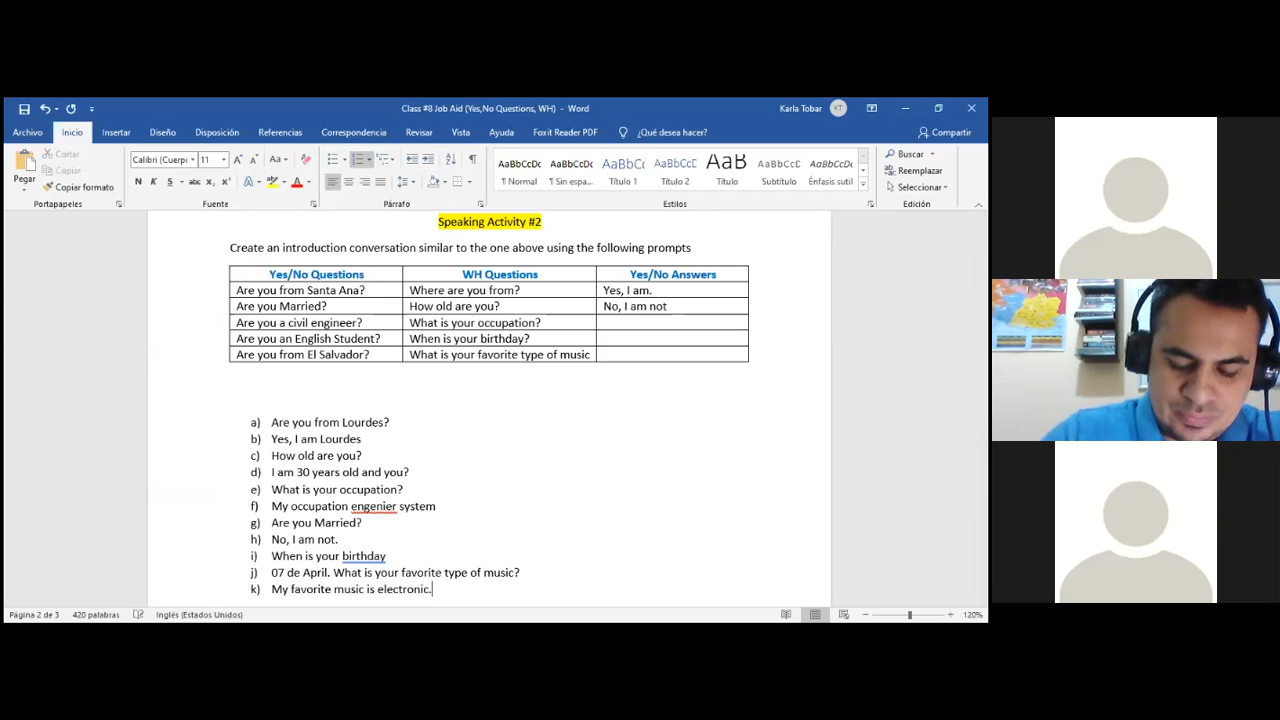 Class #8 Job Aid (Yes,No Questions, WH) - Word
Karla Tobar
KT
Archivo Inicio Insertar Diseño Disposición Referencias Correspondencia Revisar Vista Ayuda Foxit Reader PDF ¿Qué desea hacer? Compartir
Pegar
Cortar
Copiar
Copiar formato
Portapapeles
Calibri (Cuerpo 11
N K S abc x₂ x²
Fuente
Párrafo
AaBbCcDc AaBbCcDc AaBbCc AaBbCcD AaB AaBbCcD AaBbCcDc
¶ Normal ¶ Sin espa... Título 1 Título 2 Título Subtítulo Énfasis sutil
Estilos
Buscar
Reemplazar
Seleccionar
Edición
Speaking Activity #2
Create an introduction conversation similar to the one above using the following prompts
Yes/No Questions WH Questions Yes/No Answers
Are you from Santa Ana? Where are you from? Yes, I am.
Are you Married? How old are you? No, I am not
Are you a civil engineer? What is your occupation?
Are you an English Student? When is your birthday?
Are you from El Salvador? What is your favorite type of music
a) Are you from Lourdes?
b) Yes, I am Lourdes
c) How old are you?
d) I am 30 years old and you?
e) What is your occupation?
f) My occupation engenier system
g) Are you Married?
h) No, I am not.
i) When is your birthday
j) 07 de April. What is your favorite type of music?
k) My favorite music is electronic.
Página 2 de 3 420 palabras Inglés (Estados Unidos) 120%